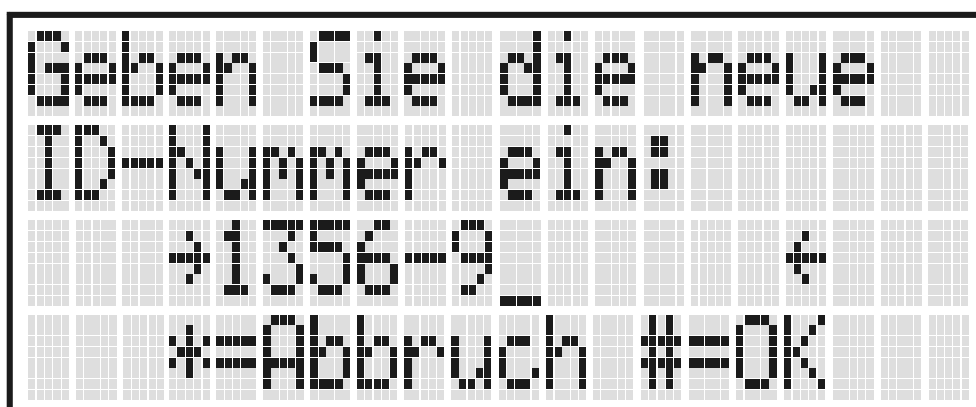 Geben Sie die neue
ID-Nummer ein:
→1356-9_ ←
*=Abbruch #=OK